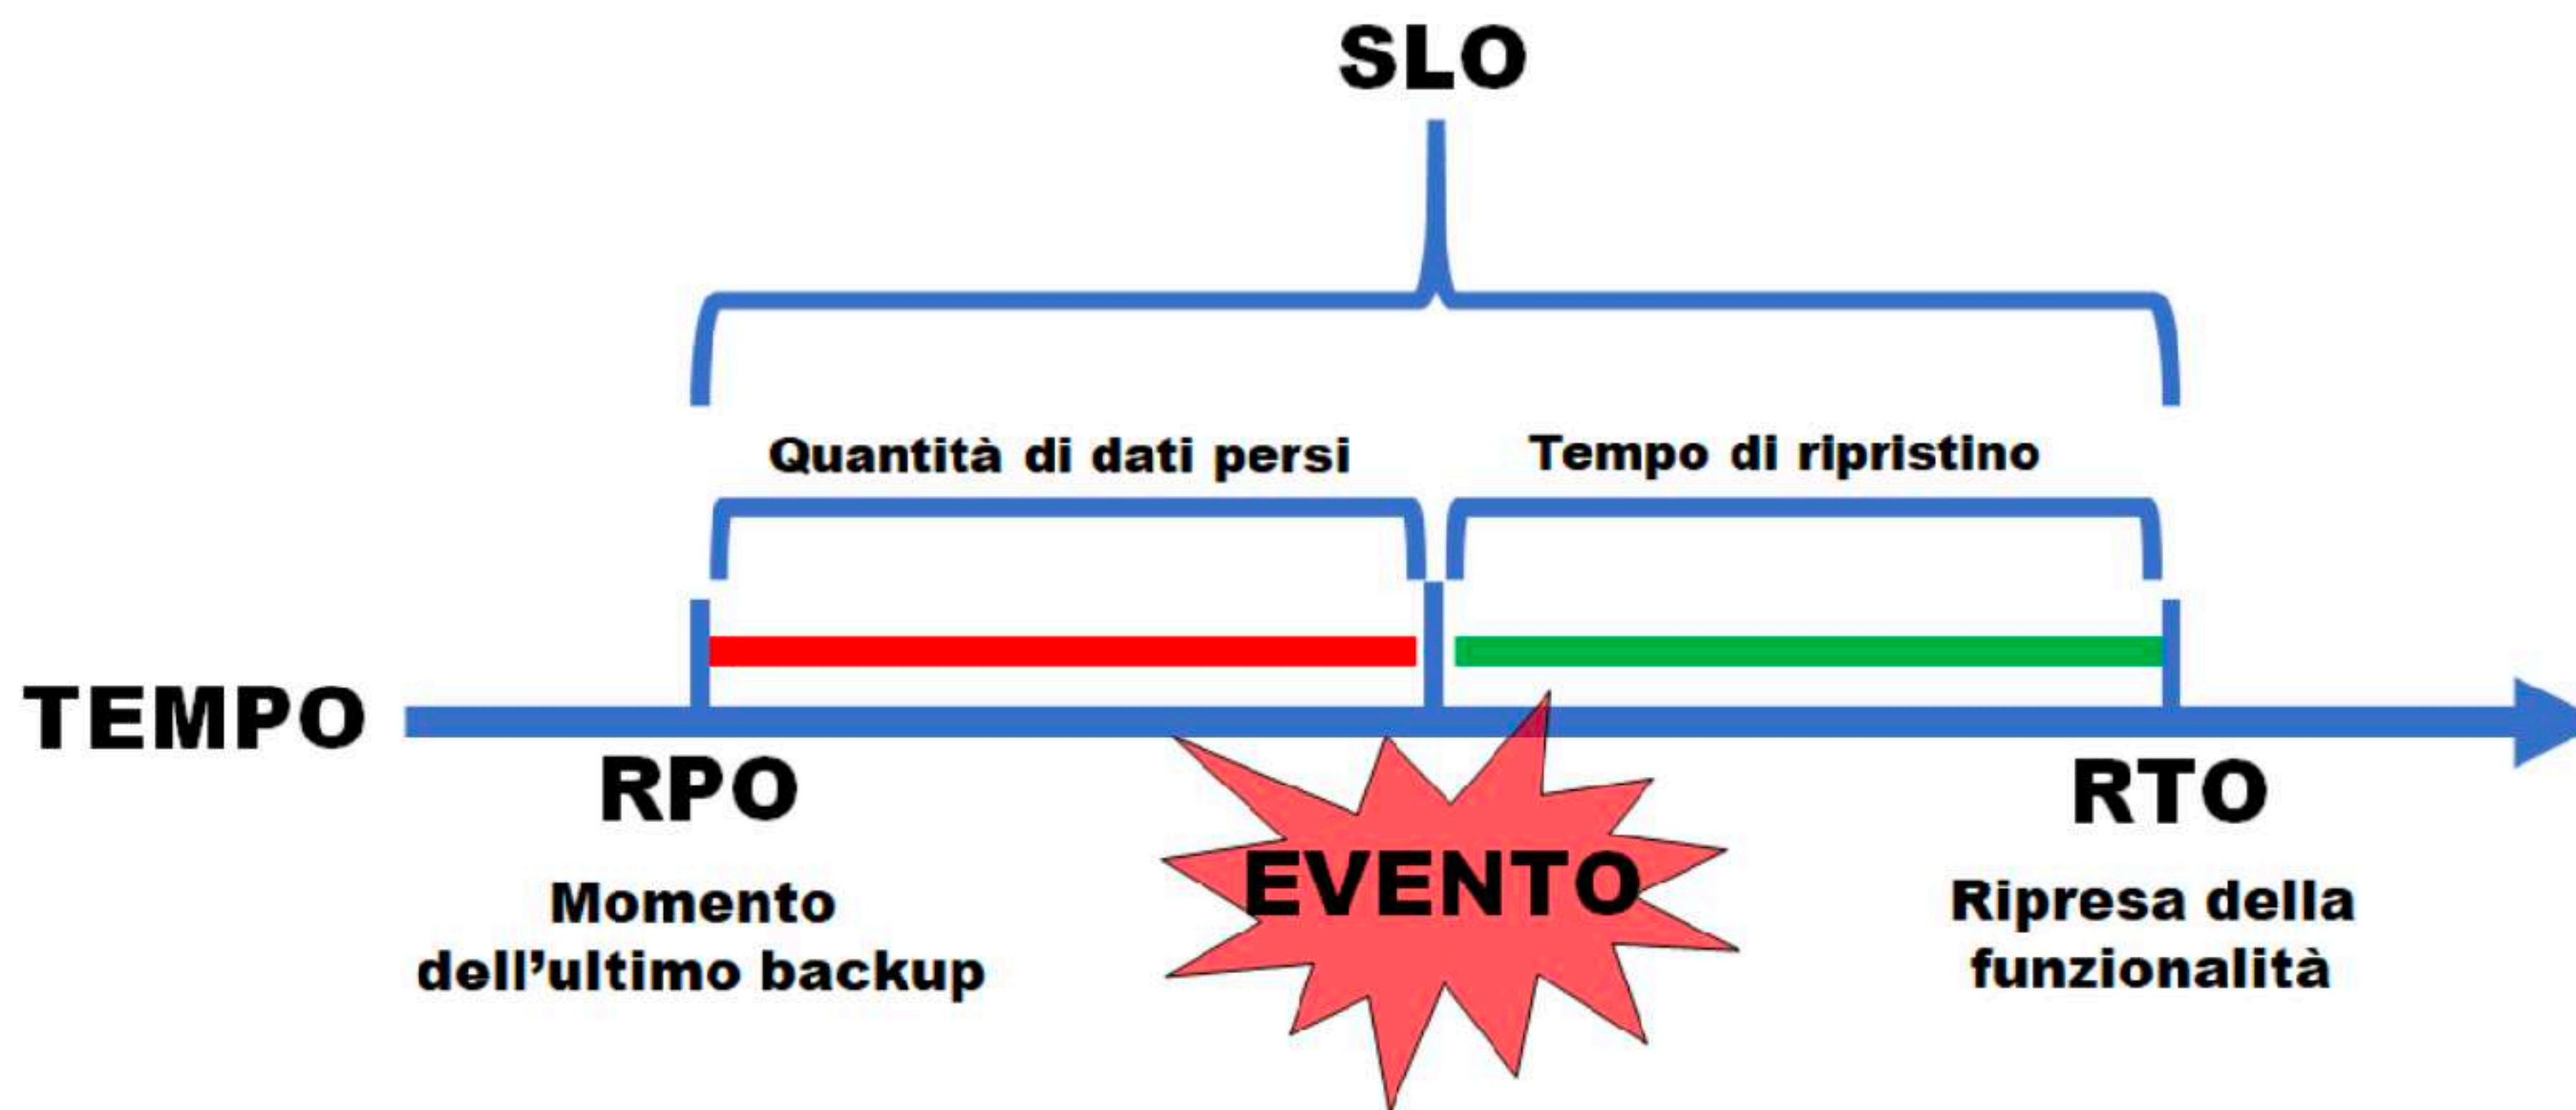 SLO
Quantità di dati persi
Tempo di ripristino
TEMPO
RPO
Momento
dell’ultimo backup
EVENTO
RTO
Ripresa della
funzionalità